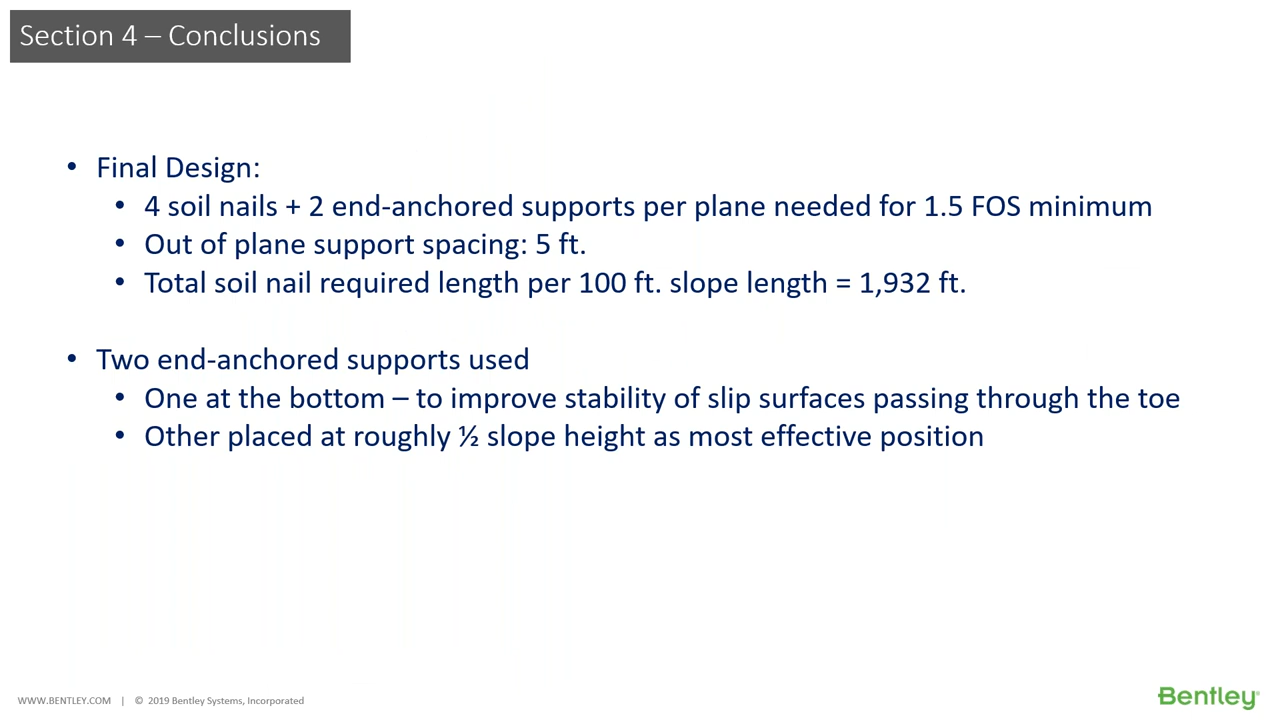 Section 4 – Conclusions
• Final Design:
• 4 soil nails + 2 end-anchored supports per plane needed for 1.5 FOS minimum
• Out of plane support spacing: 5 ft.
• Total soil nail required length per 100 ft. slope length = 1,932 ft.
• Two end-anchored supports used
• One at the bottom – to improve stability of slip surfaces passing through the toe
• Other placed at roughly ½ slope height as most effective position
WWW.BENTLEY.COM | © 2019 Bentley Systems, Incorporated
Bentley®